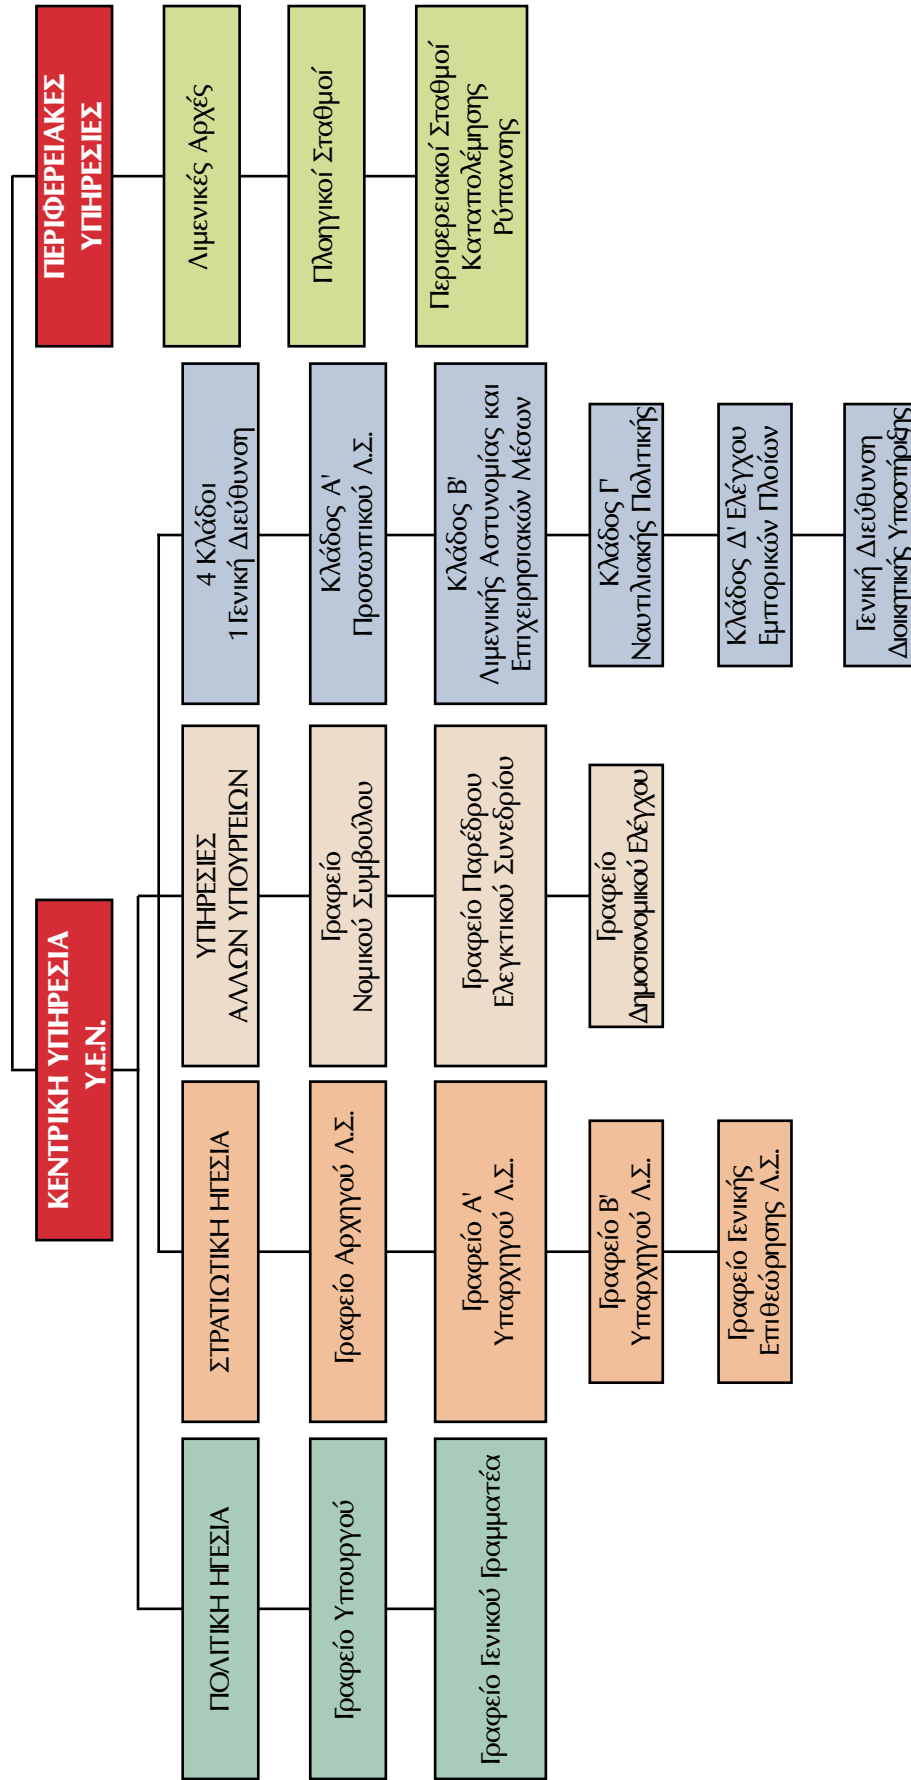 ΚΕΝΤΡΙΚΗ ΥΠΗΡΕΣΙΑ
Υ.Ε.Ν.
ΠΕΡΙΦΕΡΕΙΑΚΕΣ
ΥΠΗΡΕΣΙΕΣ
ΠΟΛΙΤΙΚΗ ΗΓΕΣΙΑ
Γραφείο Υπουργού
Γραφείο Γενικού Γραμματέα
ΣΤΡΑΤΙΩΤΙΚΗ ΗΓΕΣΙΑ
Γραφείο Αρχηγού Λ.Σ.
Γραφείο Α'
Υπαρχηγού Λ.Σ.
Γραφείο Β'
Υπαρχηγού Λ.Σ.
Γραφείο Γενικής
Επιθεώρησης Λ.Σ.
ΥΠΗΡΕΣΙΕΣ
ΑΛΛΩΝ ΥΠΟΥΡΓΕΙΩΝ
Γραφείο
Νομικού Συμβούλου
Γραφείο Παρέδρου
Ελεγκτικού Συνεδρίου
Γραφείο
Δημοσιονομικού Ελέγχου
4 Κλάδοι
1 Γενική Διεύθυνση
Κλάδος Α'
Προσωπικού Λ.Σ.
Κλάδος Β'
Λιμενικής Αστυνομίας και
Επιχειρησιακών Μέσων
Κλάδος Γ'
Ναυτιλιακής Πολιτικής
Κλάδος Δ' Ελέγχου
Εμπορικών Πλοίων
Γενική Διεύθυνση
Διοικητικής Υποστήριξης
Λιμενικές Αρχές
Πλοηγικοί Σταθμοί
Περιφερειακοί Σταθμοί
Καταπολέμησης
Ρύπανσης